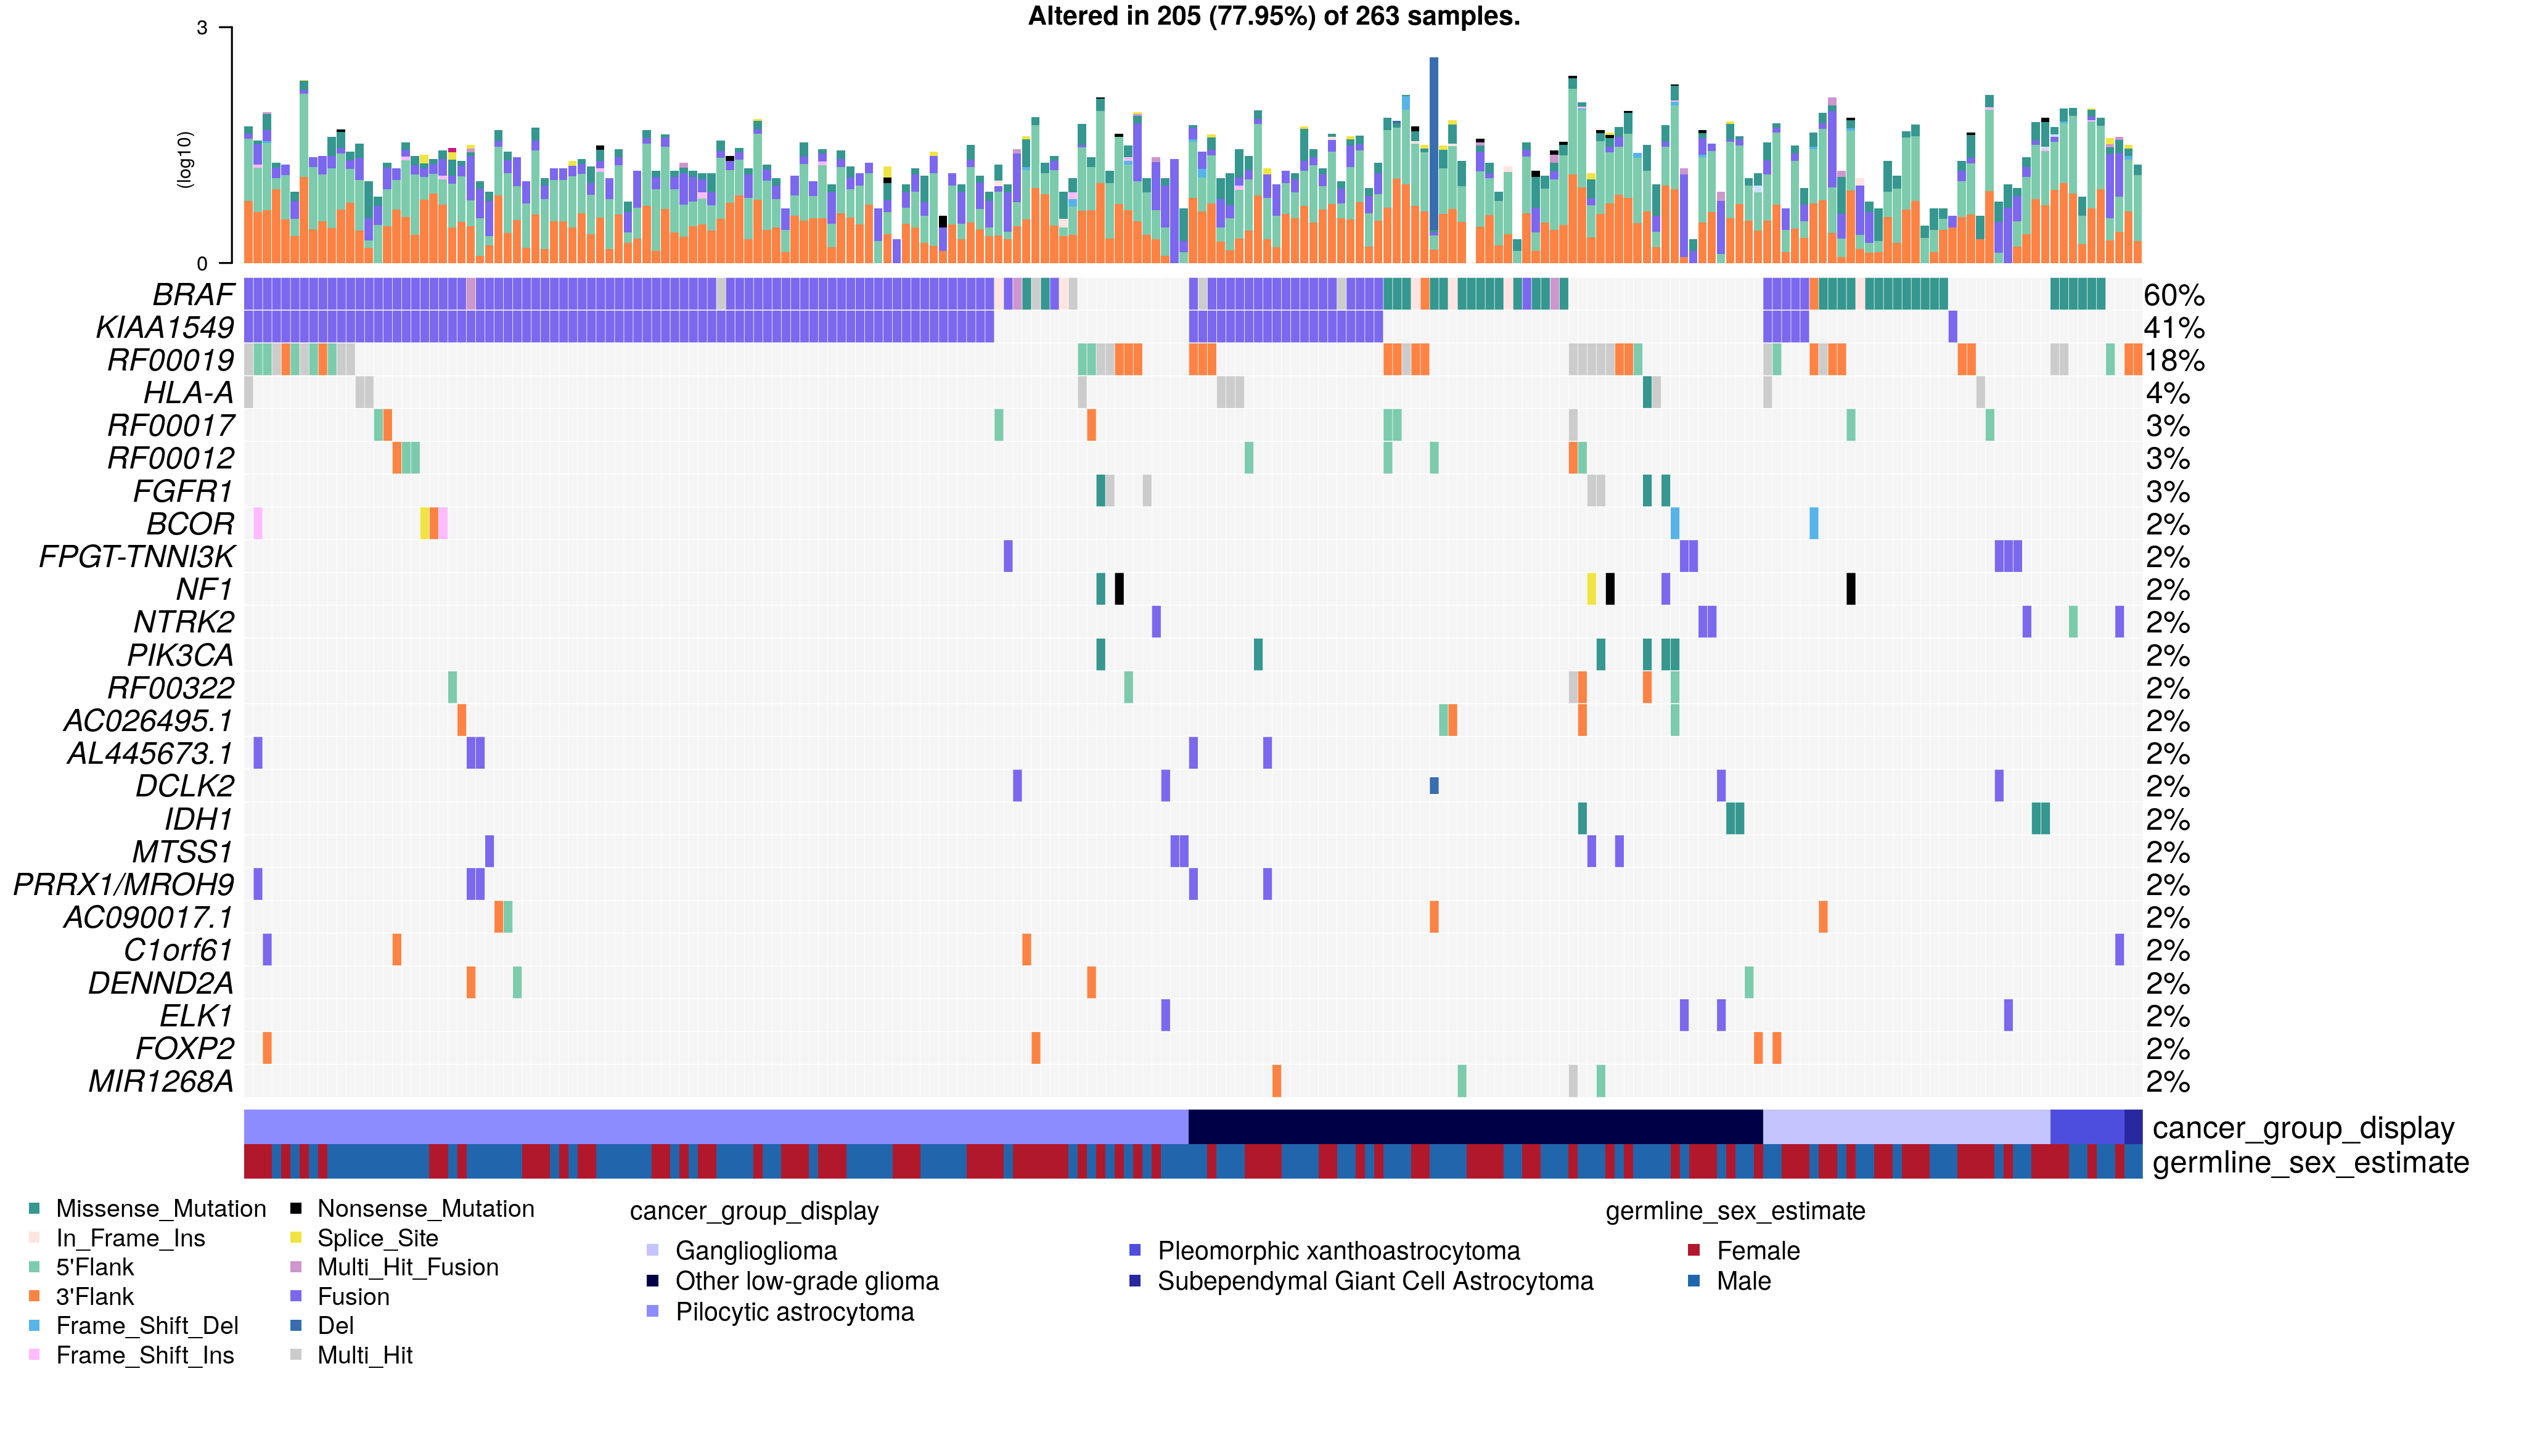 Altered in 205 (77.95%) of 263 samples.
3
(log10)
0
BRAF 60%
KIAA1549 41%
RF00019 18%
HLA-A 4%
RF00017 3%
RF00012 3%
FGFR1 3%
BCOR 2%
FPGT-TNNI3K 2%
NF1 2%
NTRK2 2%
PIK3CA 2%
RF00322 2%
AC026495.1 2%
AL445673.1 2%
DCLK2 2%
IDH1 2%
MTSS1 2%
PRRX1/MROH9 2%
AC090017.1 2%
C1orf61 2%
DENND2A 2%
ELK1 2%
FOXP2 2%
MIR1268A 2%
cancer_group_display
germline_sex_estimate
Missense_Mutation
In_Frame_Ins
5'Flank
3'Flank
Frame_Shift_Del
Frame_Shift_Ins
Nonsense_Mutation
Splice_Site
Multi_Hit_Fusion
Fusion
Del
Multi_Hit
cancer_group_display
Ganglioglioma
Other low-grade glioma
Pilocytic astrocytoma
Pleomorphic xanthoastrocytoma
Subependymal Giant Cell Astrocytoma
germline_sex_estimate
Female
Male